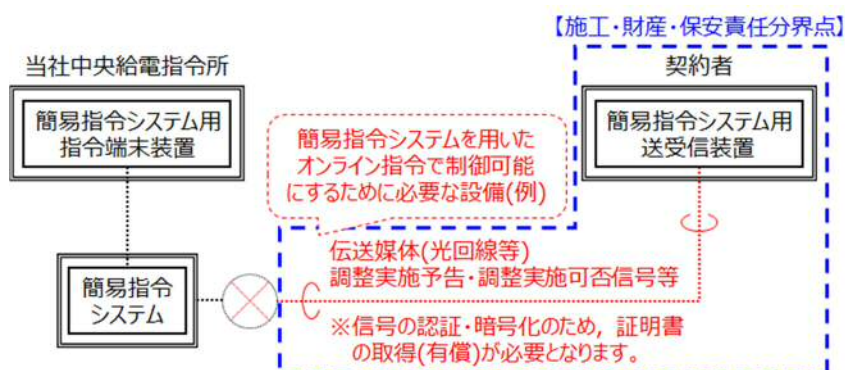 【施工・財産・保安責任分界点】
当社中央給電指令所
契約者
簡易指令システム用
指令端末装置
簡易指令システムを用いた
オンライン指令で制御可能
にするために必要な設備(例)
簡易指令システム用
送受信装置
伝送媒体(光回線等)
調整実施予告・調整実施可否信号等
簡易指令
システム
※信号の認証・暗号化のため, 証明書
の取得(有償)が必要となります。